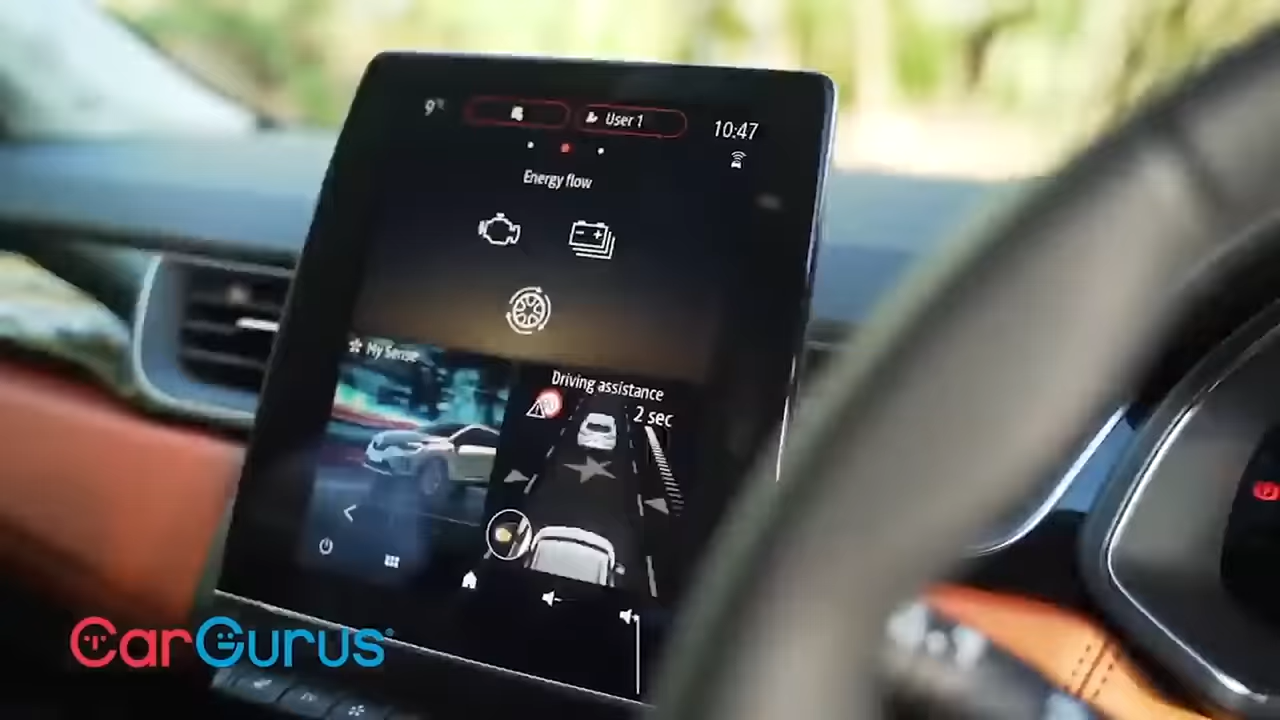 9°
User 1
10:47
Energy flow
My Sense
Driving assistance
2 sec
CarGurus